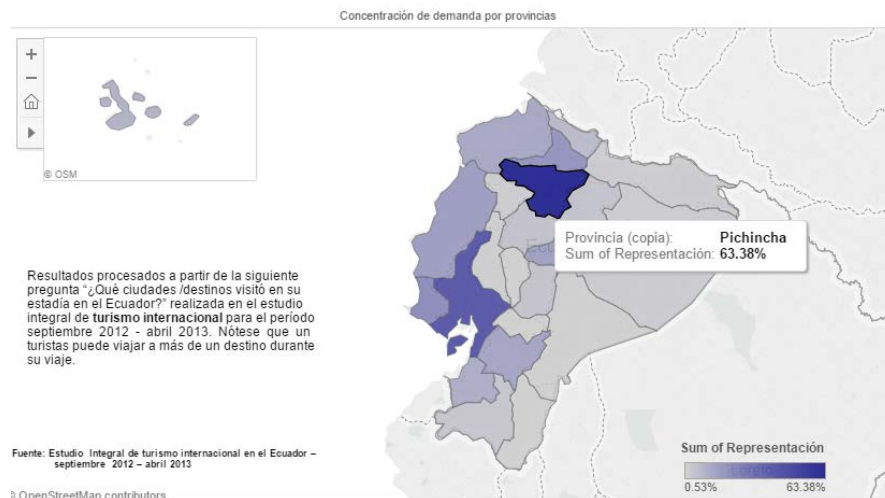 Concentración de demanda por provincias
+
−
© OSM
Provincia (copia): Pichincha
Sum of Representación: 63.38%
Resultados procesados a partir de la siguiente
pregunta “¿Qué ciudades /destinos visitó en su
estadía en el Ecuador?” realizada en el estudio
integral de turismo internacional para el período
septiembre 2012 - abril 2013. Nótese que un
turistas puede viajar a más de un destino durante
su viaje.
Fuente: Estudio Integral de turismo internacional en el Ecuador –
septiembre 2012 – abril 2013
Sum of Representación
Loreto
0.53% 63.38%
OpenStreetMap contributors